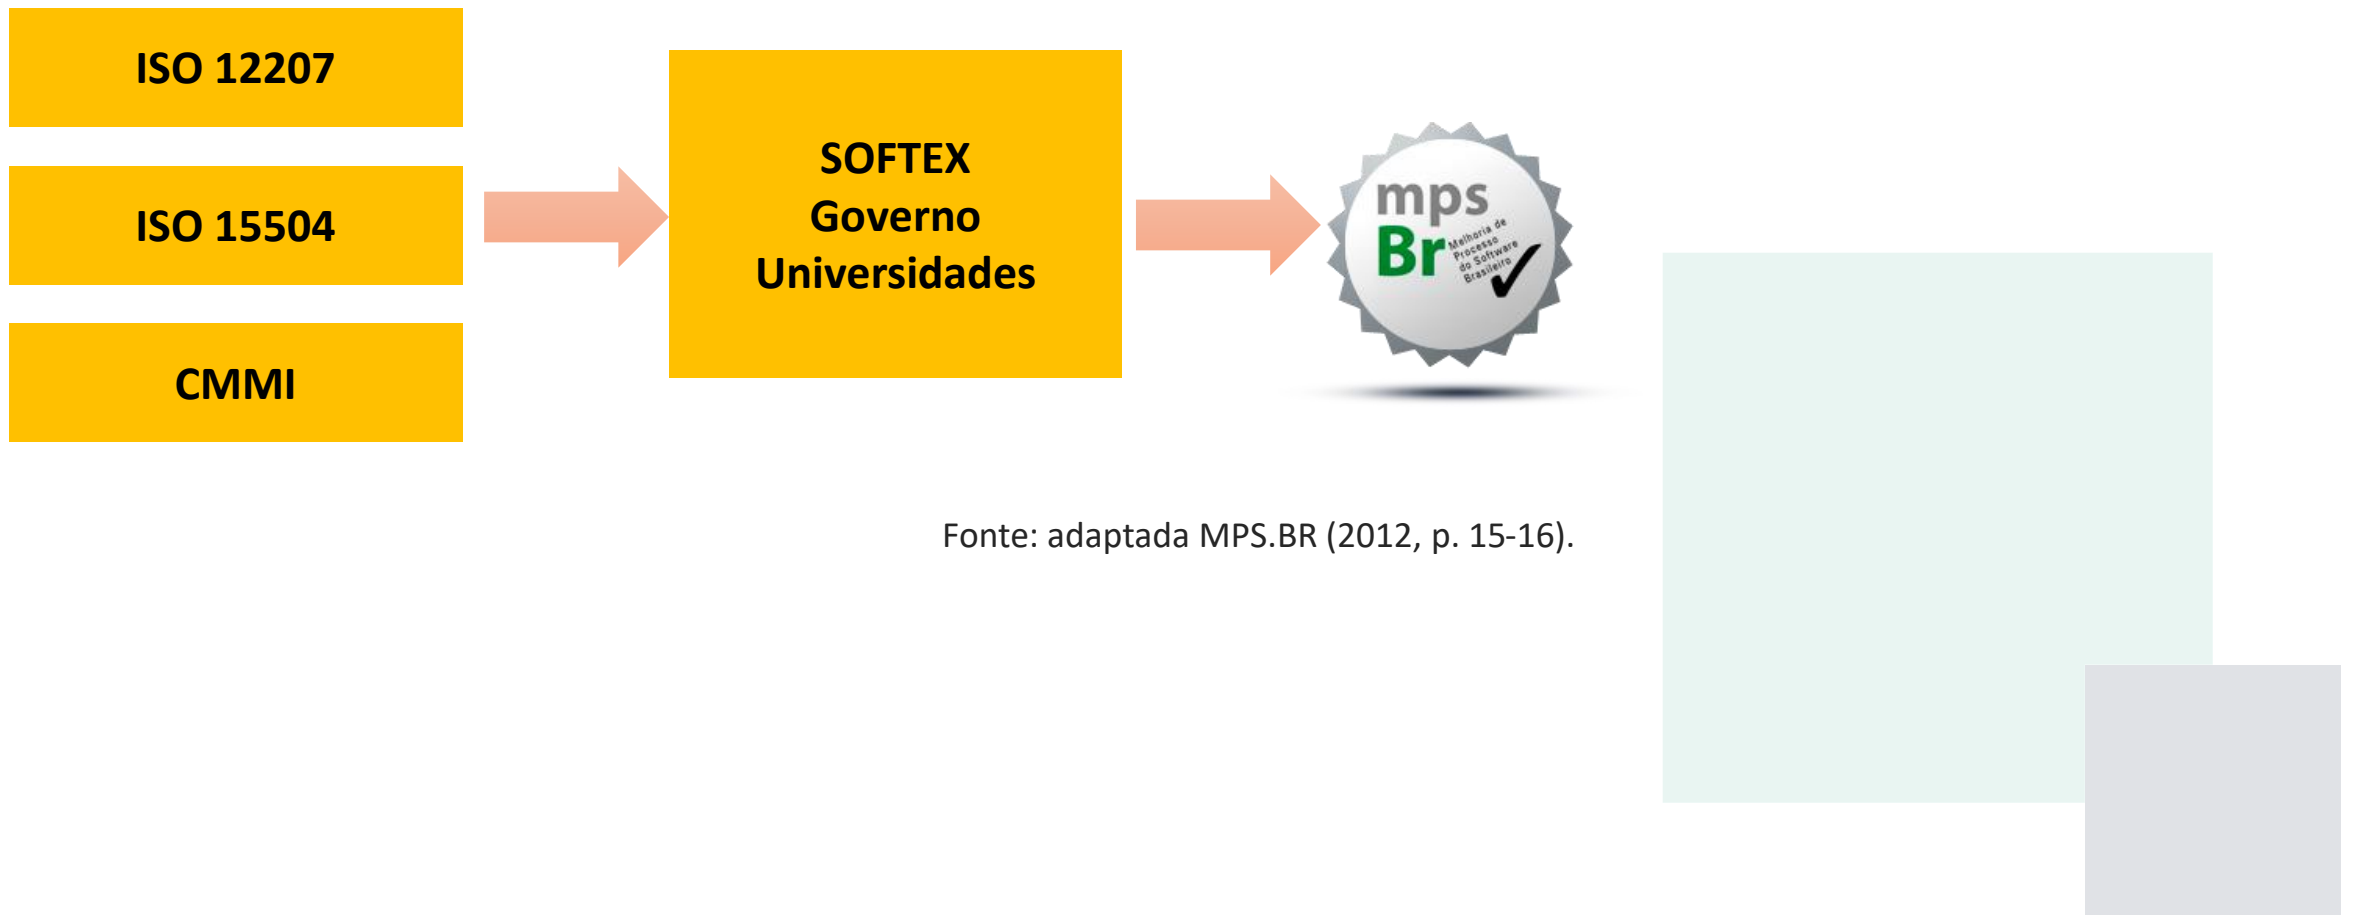 ISO 12207
ISO 15504
CMMI
SOFTEX
Governo
Universidades
mps
Br
Melhoria de
Processo
do Software
Brasileiro
Fonte: adaptada MPS.BR (2012, p. 15-16).